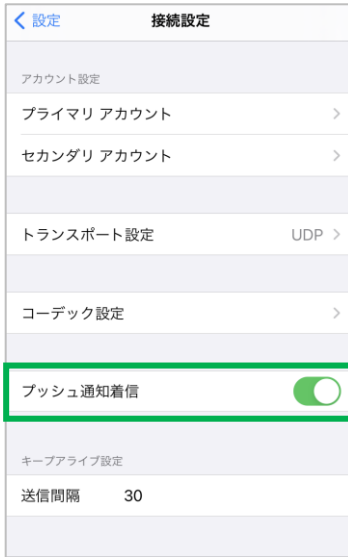 設定 接続設定
アカウント設定
プライマリ アカウント
セカンダリ アカウント
トランスポート設定 UDP
コーデック設定
プッシュ通知着信
キープアライブ設定
送信間隔 30